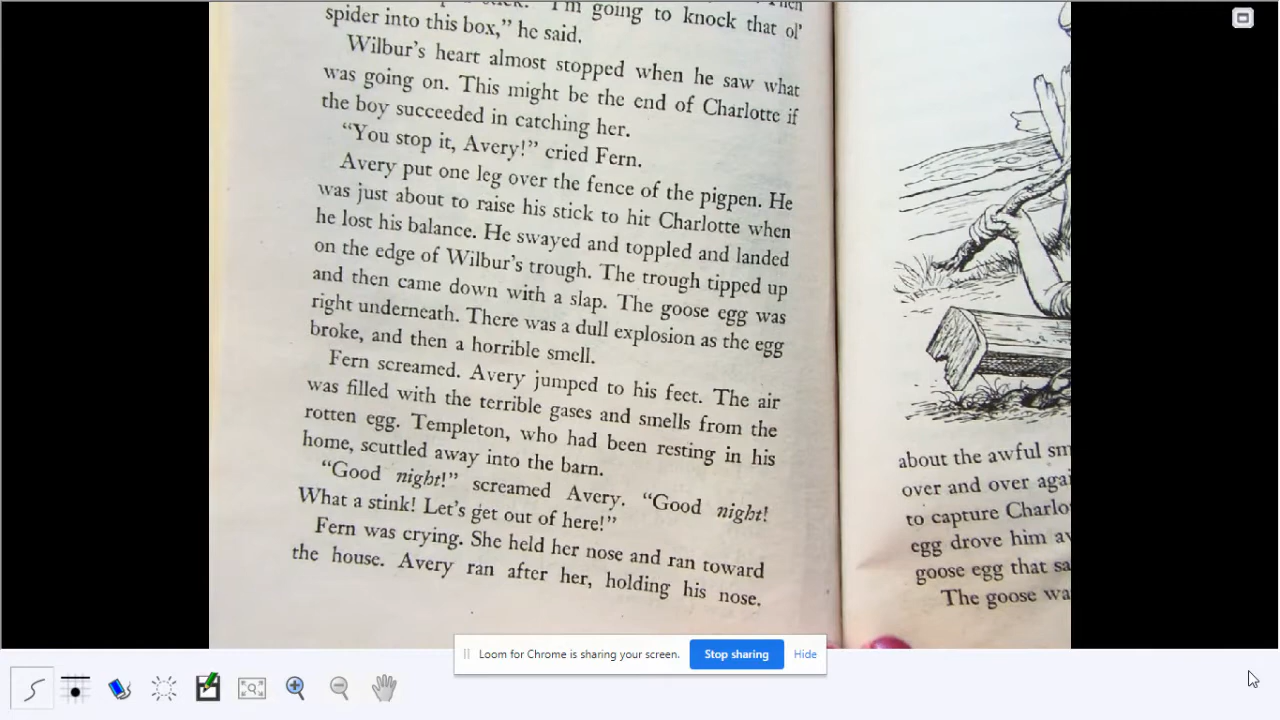 stick. "I'm going to knock that ol'
spider into this box," he said.
Wilbur's heart almost stopped when he saw what
was going on. This might be the end of Charlotte if
the boy succeeded in catching her.
"You stop it, Avery!" cried Fern.
Avery put one leg over the fence of the pigpen. He
was just about to raise his stick to hit Charlotte when
he lost his balance. He swayed and toppled and landed
on the edge of Wilbur's trough. The trough tipped up
and then came down with a slap. The goose egg was
right underneath. There was a dull explosion as the egg
broke, and then a horrible smell.
Fern screamed. Avery jumped to his feet. The air
was filled with the terrible gases and smells from the
rotten egg. Templeton, who had been resting in his
home, scuttled away into the barn.
"Good night!" screamed Avery. "Good night!
What a stink! Let's get out of here!"
Fern was crying. She held her nose and ran toward
the house. Avery ran after her, holding his nose.
about the awful
over and over
to capture
egg drove him
goose egg that
The goose
Loom for Chrome is sharing your screen.
Stop sharing
Hide